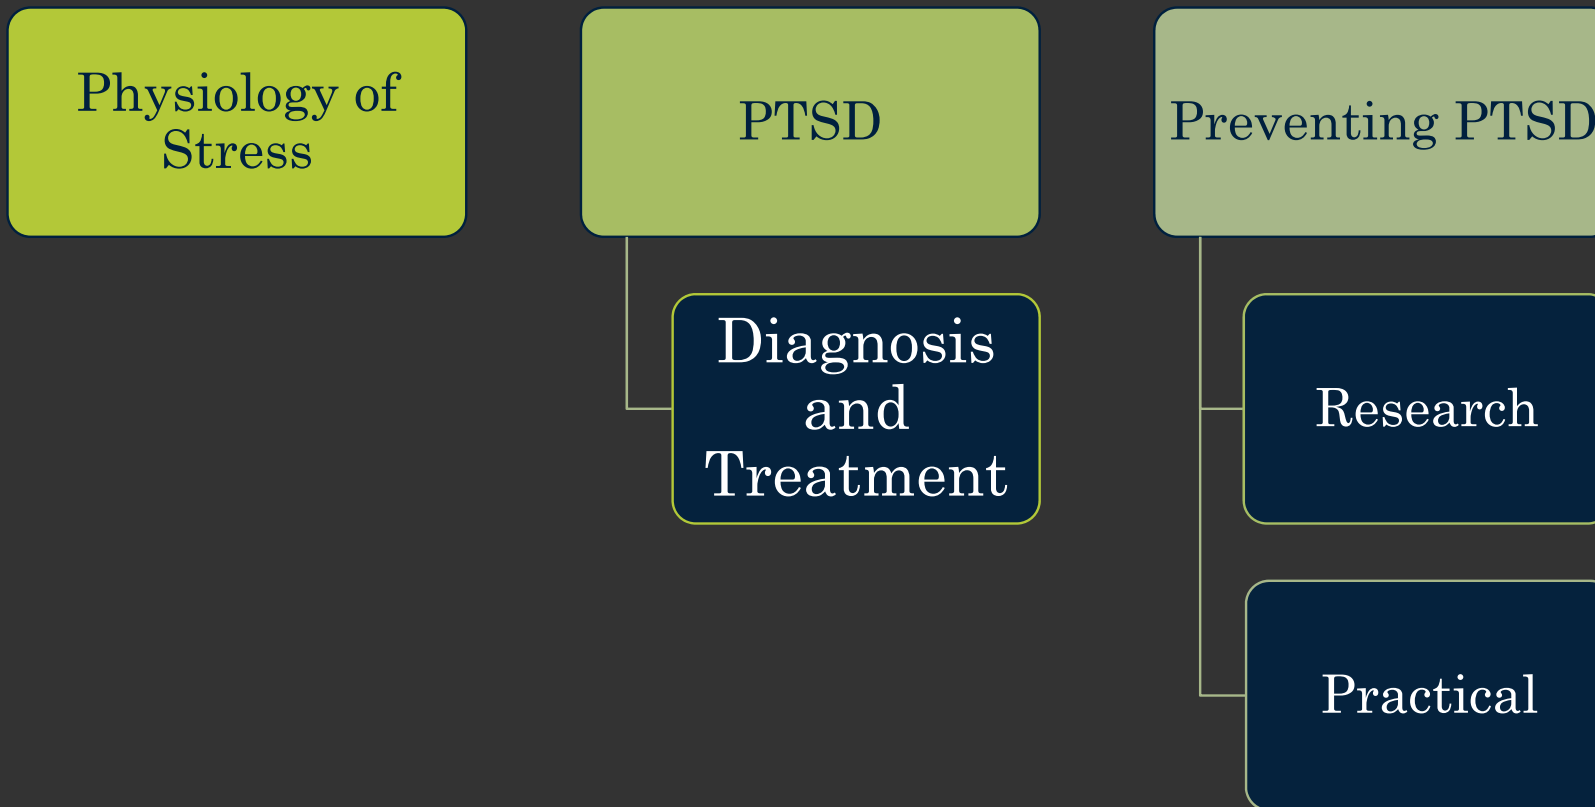 Physiology of
Stress
PTSD
Diagnosis
and
Treatment
Preventing PTSD
Research
Practical